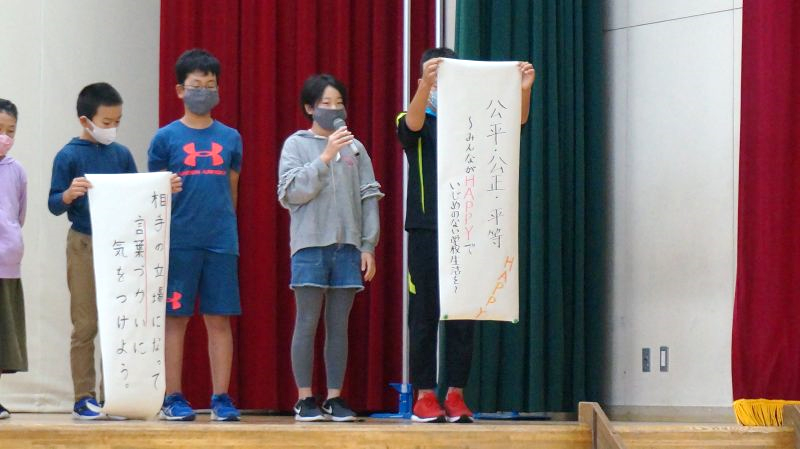 公平・公正・平等
～みんながHAPPYで
いじめのない学校生活を～
HAPPY
相手の立場になって
言葉づかいに
気をつけよう。
UNDER ARMOUR